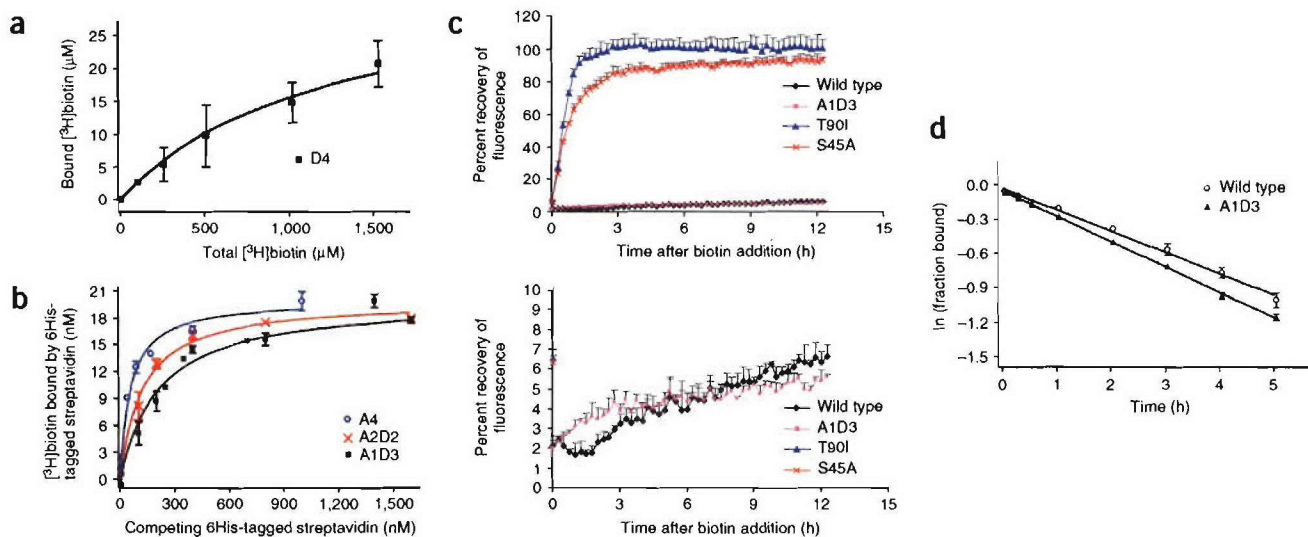 a
Bound [³H]biotin
(μM)
25
20
15
10
5
0
D4
0
500
1,000
1,500
Total [³H]biotin (μM)
b
[³H]biotin bound by 6His-
tagged streptavidin (nM)
21
18
15
12
9
6
3
0
A4
A2D2
A1D3
0
300
600
900
1,200
1,500
Competing 6His-tagged streptavidin (nM)
c
Percent recovery of
fluorescence
120
100
80
60
40
20
0
Wild type
A1D3
T90I
S45A
0
3
6
9
12
15
Time after biotin addition (h)
Percent recovery of
fluorescence
9
8
7
6
5
4
3
2
1
0
Wild type
A1D3
T90I
S45A
0
3
6
9
12
15
Time after biotin addition (h)
d
ln (fraction bound)
0.0
−0.3
−0.6
−0.9
−1.2
−1.5
Wild type
A1D3
0
1
2
3
4
5
Time (h)